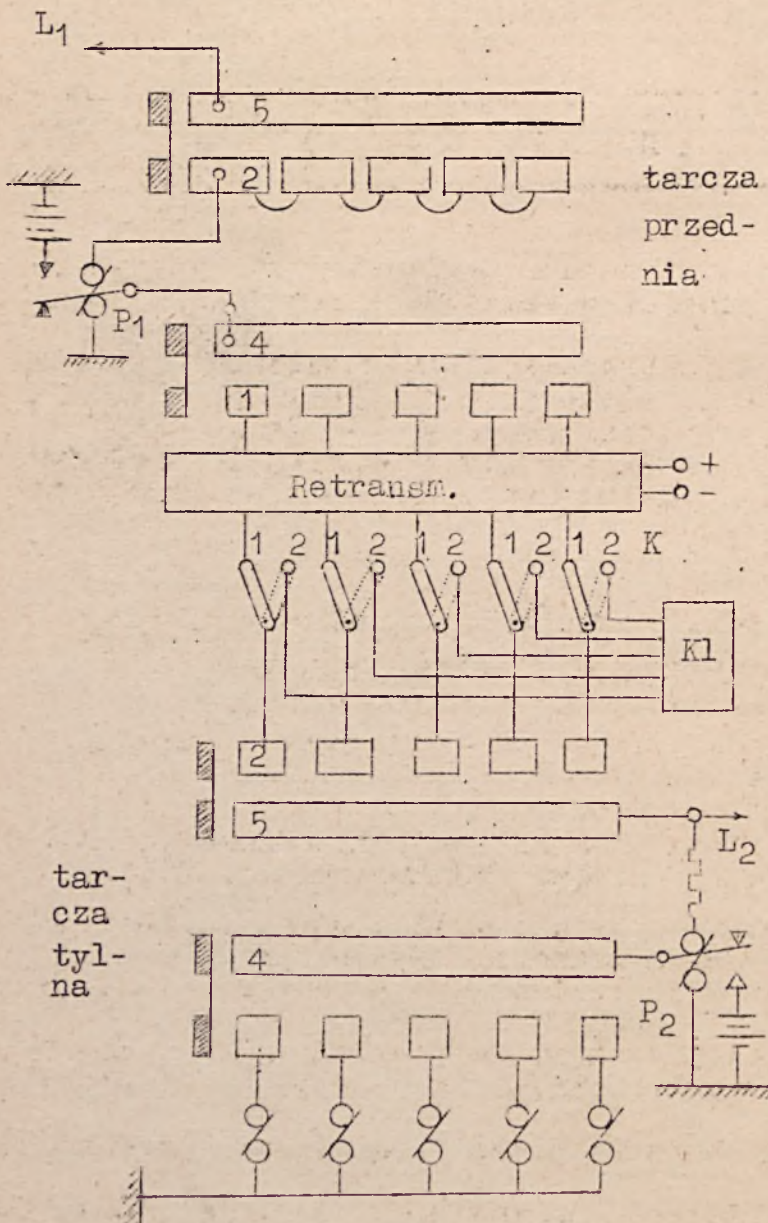 L1
5
2
tarcza
przed-
nia
P1
4
1
Retransm.
+
-
1 2 1 2 1 2 1 2 1 2 K
Kl
2
5
L2
tar-
cza
tyl-
na
4
P2